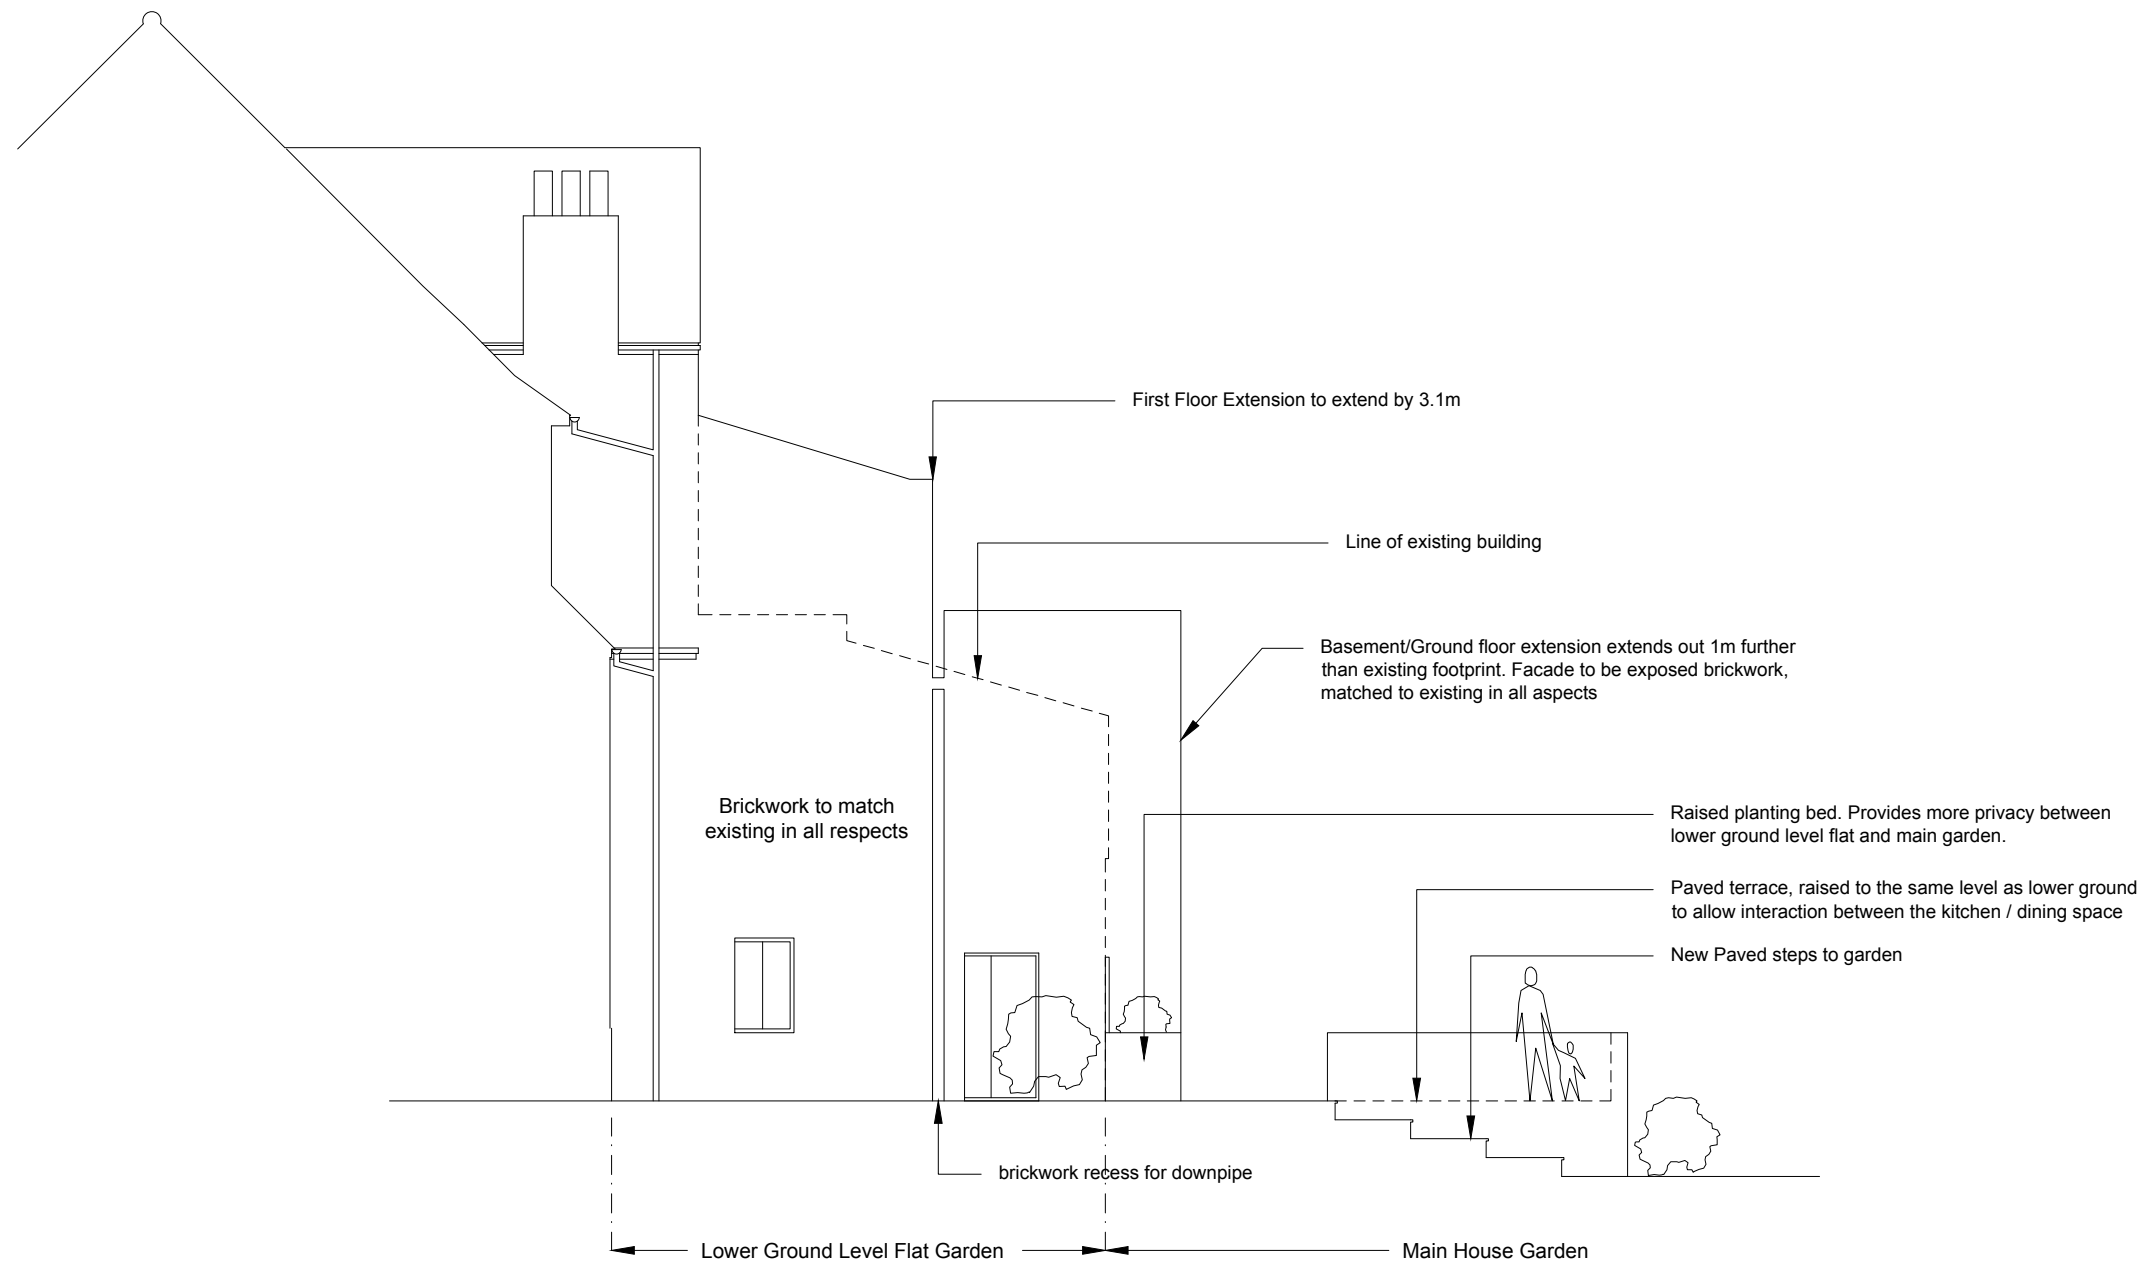 First Floor Extension to extend by 3.1m
Line of existing building
Basement/Ground floor extension extends out 1m further
than existing footprint. Facade to be exposed brickwork,
matched to existing in all aspects
Brickwork to match
existing in all respects
Raised planting bed. Provides more privacy between
lower ground level flat and main garden.
Paved terrace, raised to the same level as lower ground
to allow interaction between the kitchen / dining space
New Paved steps to garden
brickwork recess for downpipe
Lower Ground Level Flat Garden
Main House Garden